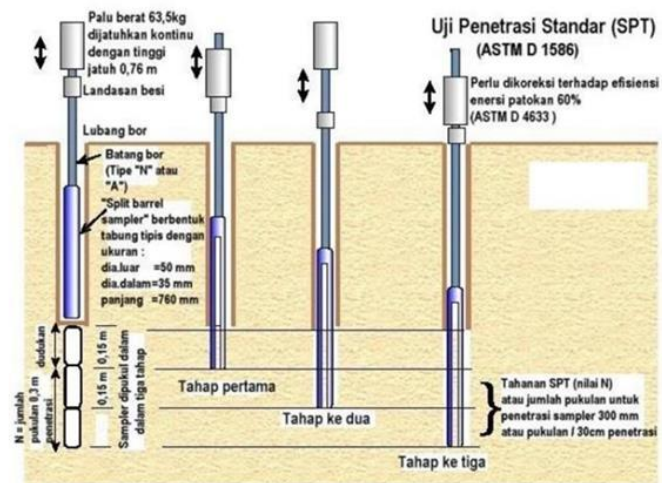 Palu berat 63,5kg
dijatuhkan kontinu
dengan tinggi
jatuh 0,76 m
Landasan besi
Uji Penetrasi Standar (SPT)
(ASTM D 1586)
Perlu dikoreksi terhadap efisiensi
enersi patokan 60%
(ASTM D 4633 )
Lubang bor
Batang bor
(Tipe "N" atau
"A")
"Split barrel
sampler" berbentuk
tabung tipis dengan
ukuran :
dia.luar =50 mm
dia.dalam=35 mm
panjang =760 mm
dudukan
N = jumlah
pukulan 0,3 m
penetrasi
0,15 m
0,15 m
Sampler dipukul dalam
dalam tiga tahap
Tahap pertama
Tahap ke dua
Tahap ke tiga
Tahanan SPT (nilai N)
atau jumlah pukulan untuk
penetrasi sampler 300 mm
atau pukulan / 30cm penetrasi